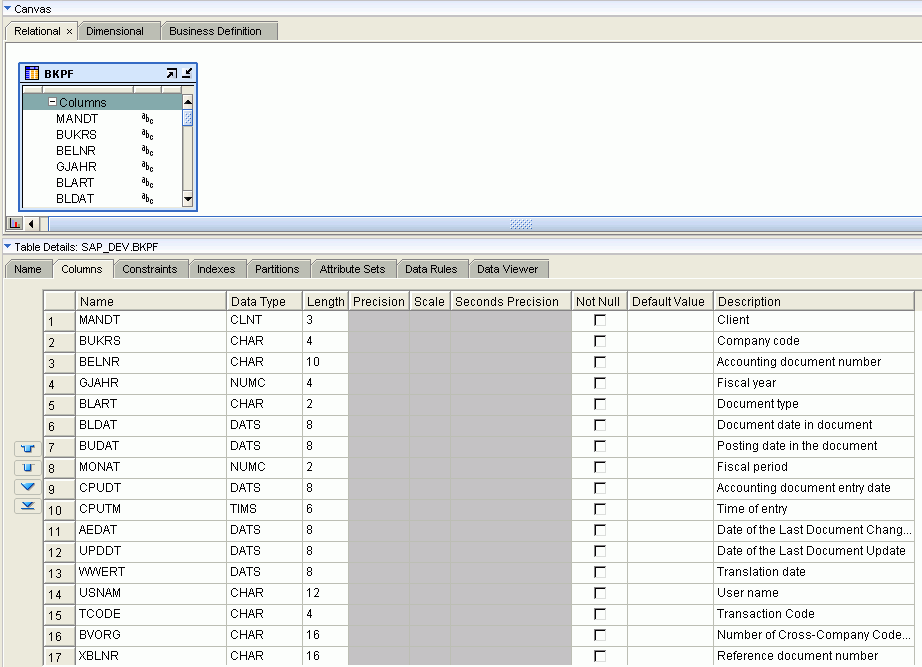 Canvas
Relational × Dimensional Business Definition
BKPF
Columns
MANDT abc
BUKRS abc
BELNR abc
GJAHR abc
BLART abc
BLDAT abc
Table Details: SAP_DEV.BKPF
Name Columns Constraints Indexes Partitions Attribute Sets Data Rules Data Viewer
Name Data Type Length Precision Scale Seconds Precision Not Null Default Value Description
1 MANDT CLNT 3 Client
2 BUKRS CHAR 4 Company code
3 BELNR CHAR 10 Accounting document number
4 GJAHR NUMC 4 Fiscal year
5 BLART CHAR 2 Document type
6 BLDAT DATS 8 Document date in document
7 BUDAT DATS 8 Posting date in the document
8 MONAT NUMC 2 Fiscal period
9 CPUDT DATS 8 Accounting document entry date
10 CPUTM TIMS 6 Time of entry
11 AEDAT DATS 8 Date of the Last Document Chang...
12 UPDDT DATS 8 Date of the Last Document Update
13 WWERT DATS 8 Translation date
14 USNAM CHAR 12 User name
15 TCODE CHAR 4 Transaction Code
16 BVORG CHAR 16 Number of Cross-Company Code...
17 XBLNR CHAR 16 Reference document number